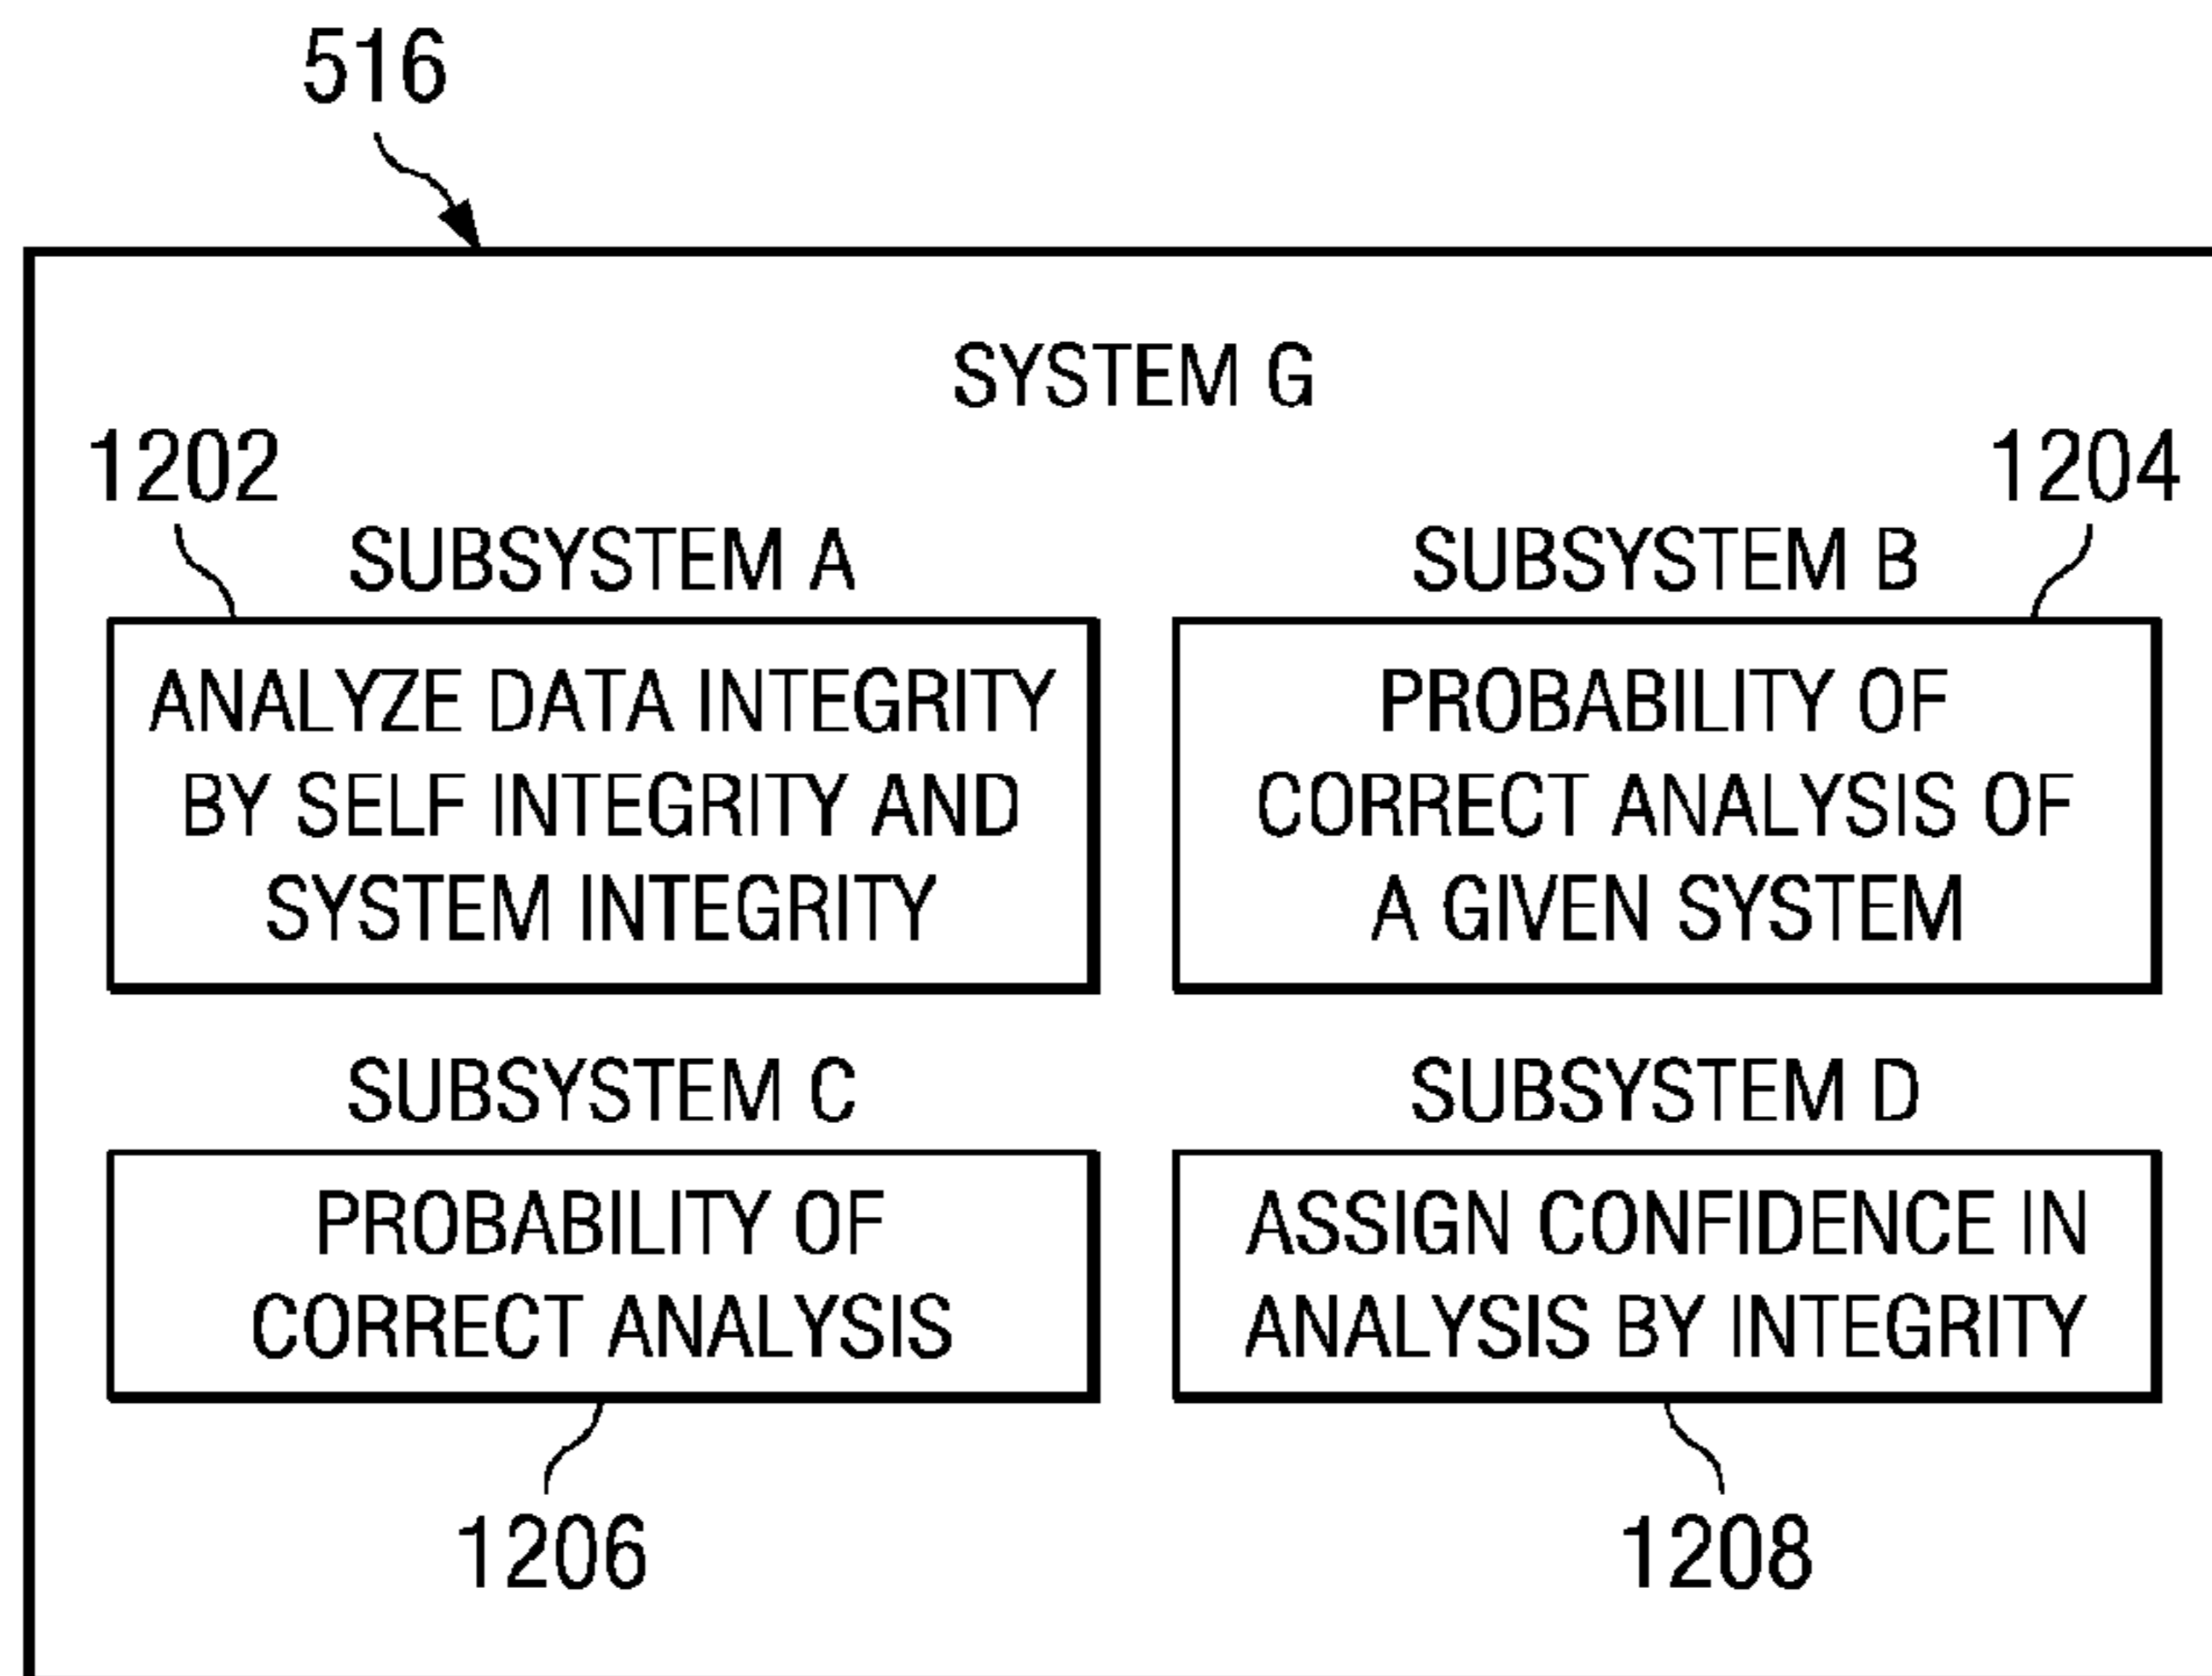 516
SYSTEM G
1202
1204
SUBSYSTEM A
SUBSYSTEM B
ANALYZE DATA INTEGRITY
BY SELF INTEGRITY AND
SYSTEM INTEGRITY
PROBABILITY OF
CORRECT ANALYSIS OF
A GIVEN SYSTEM
SUBSYSTEM C
SUBSYSTEM D
PROBABILITY OF
CORRECT ANALYSIS
ASSIGN CONFIDENCE IN
ANALYSIS BY INTEGRITY
1206
1208